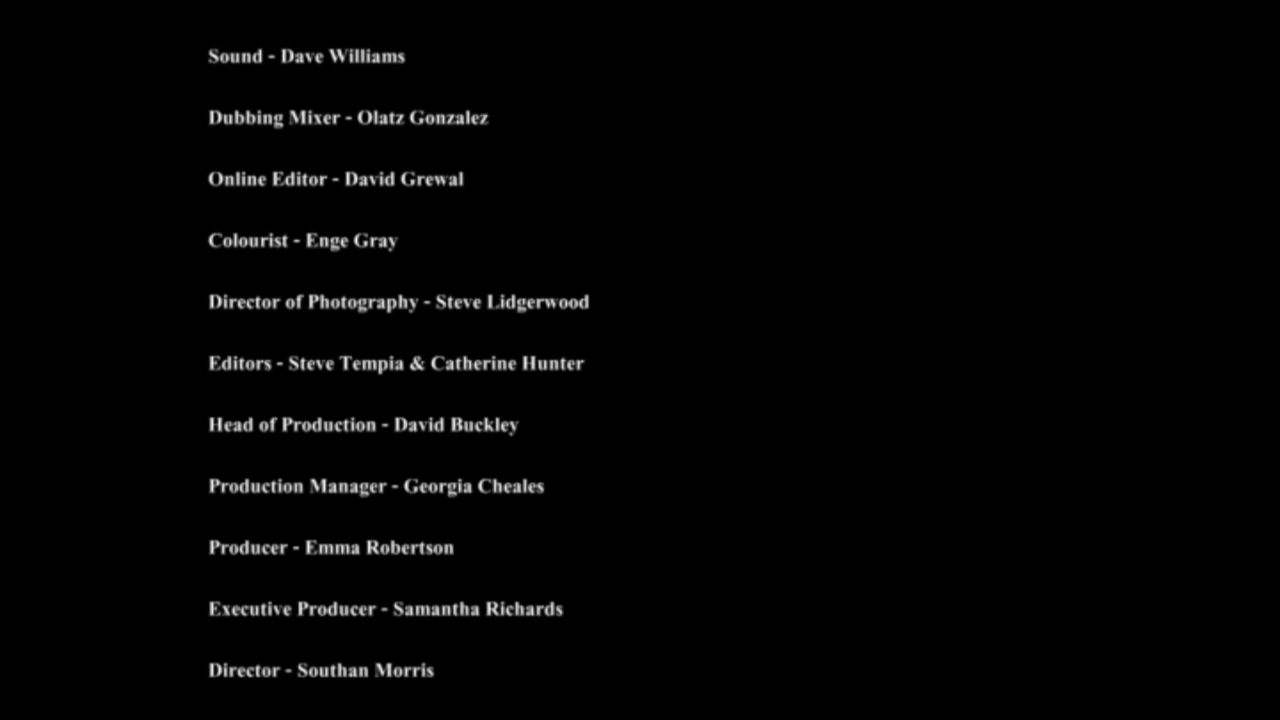 Sound - Dave Williams
Dubbing Mixer - Olatz Gonzalez
Online Editor - David Grewal
Colourist - Enge Gray
Director of Photography - Steve Lidgerwood
Editors - Steve Tempia & Catherine Hunter
Head of Production - David Buckley
Production Manager - Georgia Cheales
Producer - Emma Robertson
Executive Producer - Samantha Richards
Director - Southan Morris